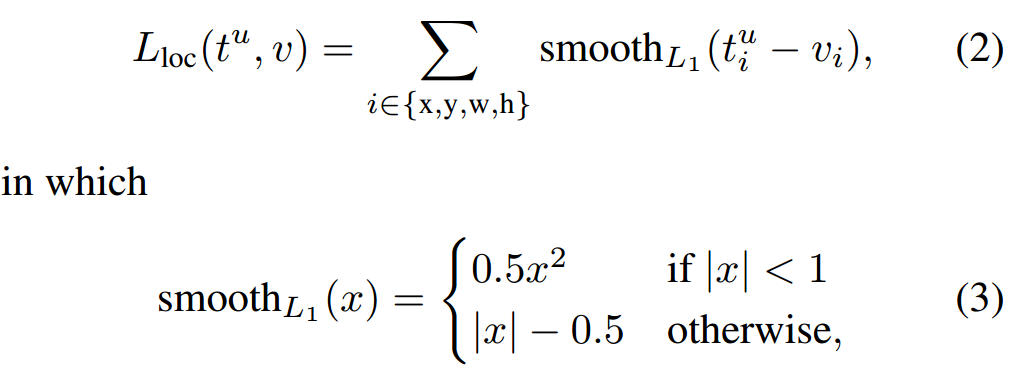 L_loc(t^u, v) = ∑_{i∈{x,y,w,h}} smooth_{L_1}(t_i^u − v_i), (2)
in which
smooth_{L_1}(x) = { 0.5x^2 if |x| < 1
|x| − 0.5 otherwise, (3)